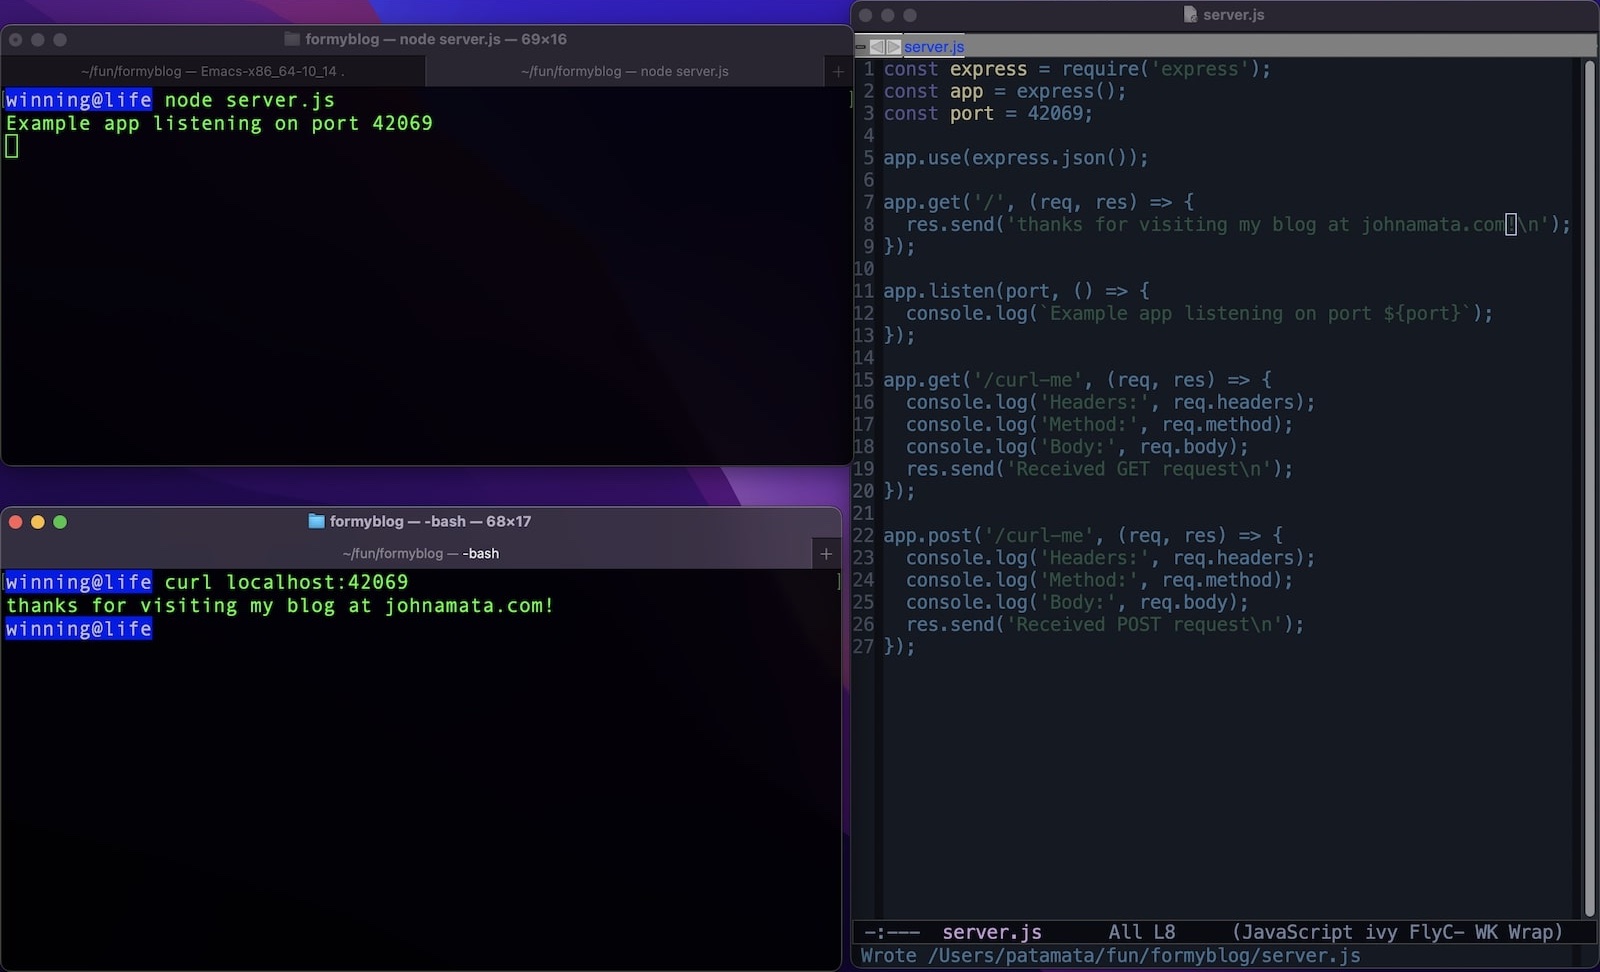 formyblog — node server.js — 69×16
~/fun/formyblog — Emacs-x86_64-10_14 .
~/fun/formyblog — node server.js
+
winning@life node server.js
Example app listening on port 42069
formyblog — -bash — 68×17
~/fun/formyblog — -bash
+
winning@life curl localhost:42069
thanks for visiting my blog at johnamata.com!
winning@life
server.js
server.js
1 const express = require('express');
2 const app = express();
3 const port = 42069;
4
5 app.use(express.json());
6
7 app.get('/', (req, res) => {
8   res.send('thanks for visiting my blog at johnamata.com!\n');
9 });
10
11 app.listen(port, () => {
12   console.log(`Example app listening on port ${port}`);
13 });
14
15 app.get('/curl-me', (req, res) => {
16   console.log('Headers:', req.headers);
17   console.log('Method:', req.method);
18   console.log('Body:', req.body);
19   res.send('Received GET request\n');
20 });
21
22 app.post('/curl-me', (req, res) => {
23   console.log('Headers:', req.headers);
24   console.log('Method:', req.method);
25   console.log('Body:', req.body);
26   res.send('Received POST request\n');
27 });
-:--- server.js All L8 (JavaScript ivy FlyC- WK Wrap)
Wrote /Users/patamata/fun/formyblog/server.js